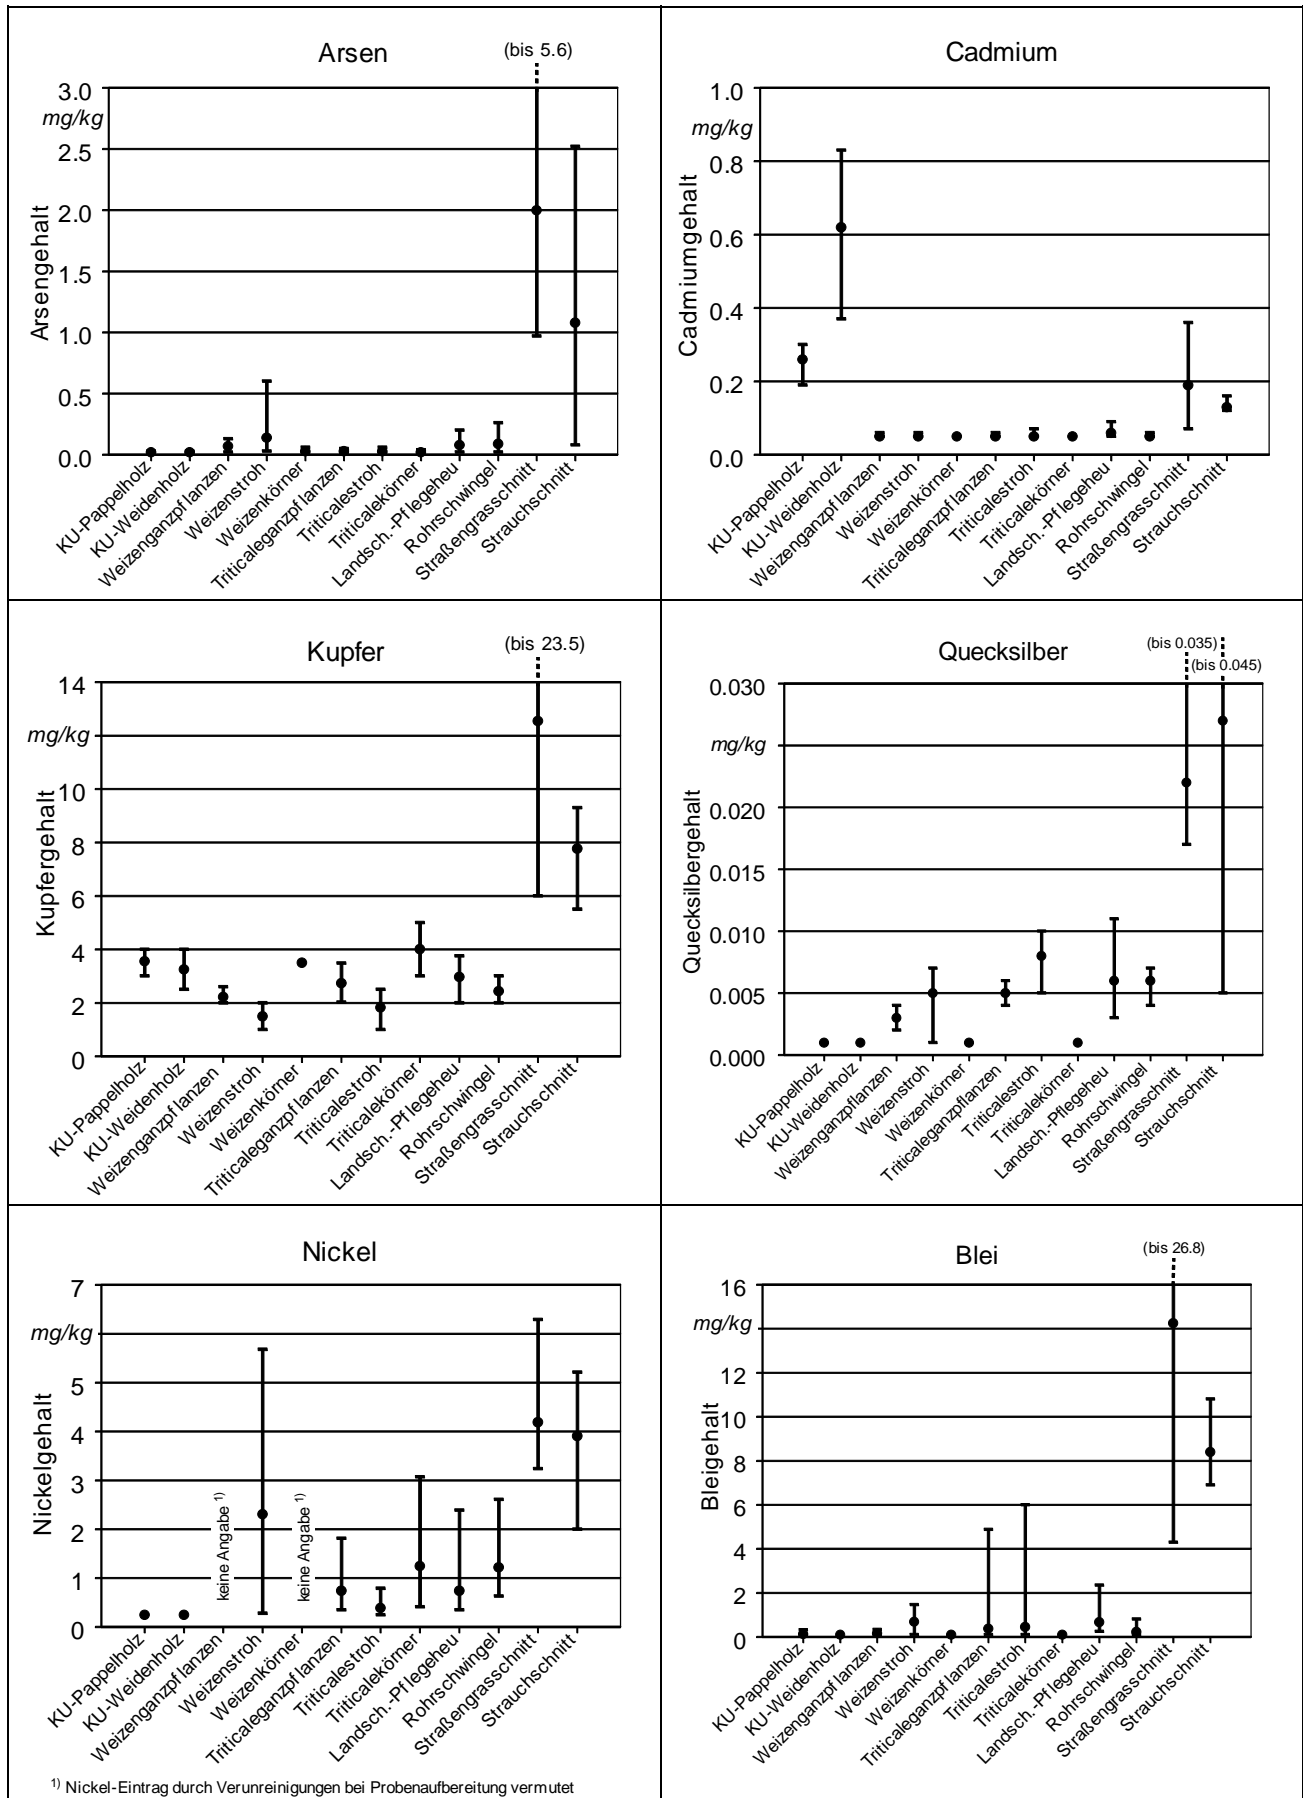 Arsen
(bis 5.6)
3.0
mg/kg
2.5
2.0
1.5
1.0
0.5
0.0
Arsengehalt
KU-Pappelholz
KU-Weidenholz
Weizenganzpflanzen
Weizenstroh
Weizenkörner
Triticaleganzpflanzen
Triticalestroh
Triticalekörner
Landsch.-Pflegeheu
Rohrschwingel
Straßengrasschnitt
Strauchschnitt
Cadmium
1.0
mg/kg
0.8
0.6
0.4
0.2
0.0
Cadmiumgehalt
KU-Pappelholz
KU-Weidenholz
Weizenganzpflanzen
Weizenstroh
Weizenkörner
Triticaleganzpflanzen
Triticalestroh
Triticalekörner
Landsch.-Pflegeheu
Rohrschwingel
Straßengrasschnitt
Strauchschnitt
Kupfer
(bis 23.5)
14
mg/kg
10
8
6
4
2
0
Kupfergehalt
KU-Pappelholz
KU-Weidenholz
Weizenganzpflanzen
Weizenstroh
Weizenkörner
Triticaleganzpflanzen
Triticalestroh
Triticalekörner
Landsch.-Pflegeheu
Rohrschwingel
Straßengrasschnitt
Strauchschnitt
Quecksilber
(bis 0.035)
(bis 0.045)
0.030
mg/kg
0.020
0.015
0.010
0.005
0.000
Quecksilbergehalt
KU-Pappelholz
KU-Weidenholz
Weizenganzpflanzen
Weizenstroh
Weizenkörner
Triticaleganzpflanzen
Triticalestroh
Triticalekörner
Landsch.-Pflegeheu
Rohrschwingel
Straßengrasschnitt
Strauchschnitt
Nickel
7
mg/kg
5
4
3
2
1
0
Nickelgehalt
keine Angabe 1)
keine Angabe 1)
KU-Pappelholz
KU-Weidenholz
Weizenganzpflanzen
Weizenstroh
Weizenkörner
Triticaleganzpflanzen
Triticalestroh
Triticalekörner
Landsch.-Pflegeheu
Rohrschwingel
Straßengrasschnitt
Strauchschnitt
1) Nickel-Eintrag durch Verunreinigungen bei Probenaufbereitung vermutet
Blei
(bis 26.8)
16
mg/kg
12
10
8
6
4
2
0
Bleigehalt
KU-Pappelholz
KU-Weidenholz
Weizenganzpflanzen
Weizenstroh
Weizenkörner
Triticaleganzpflanzen
Triticalestroh
Triticalekörner
Landsch.-Pflegeheu
Rohrschwingel
Straßengrasschnitt
Strauchschnitt